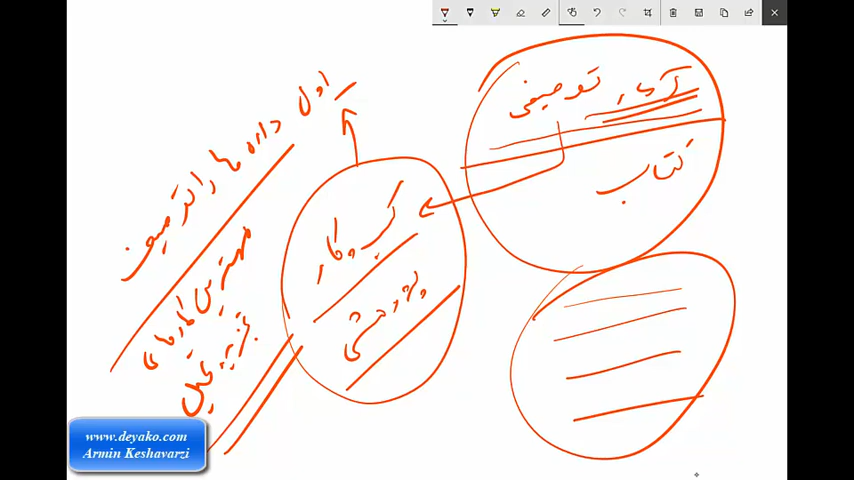 آمار توصیفی
کتاب
کسب و کار
پژوهشی
اول داده ها را توصیف
مهمترین کارهای
تجزیه تحلیل
www.deyako.com
Armin Keshavarzi